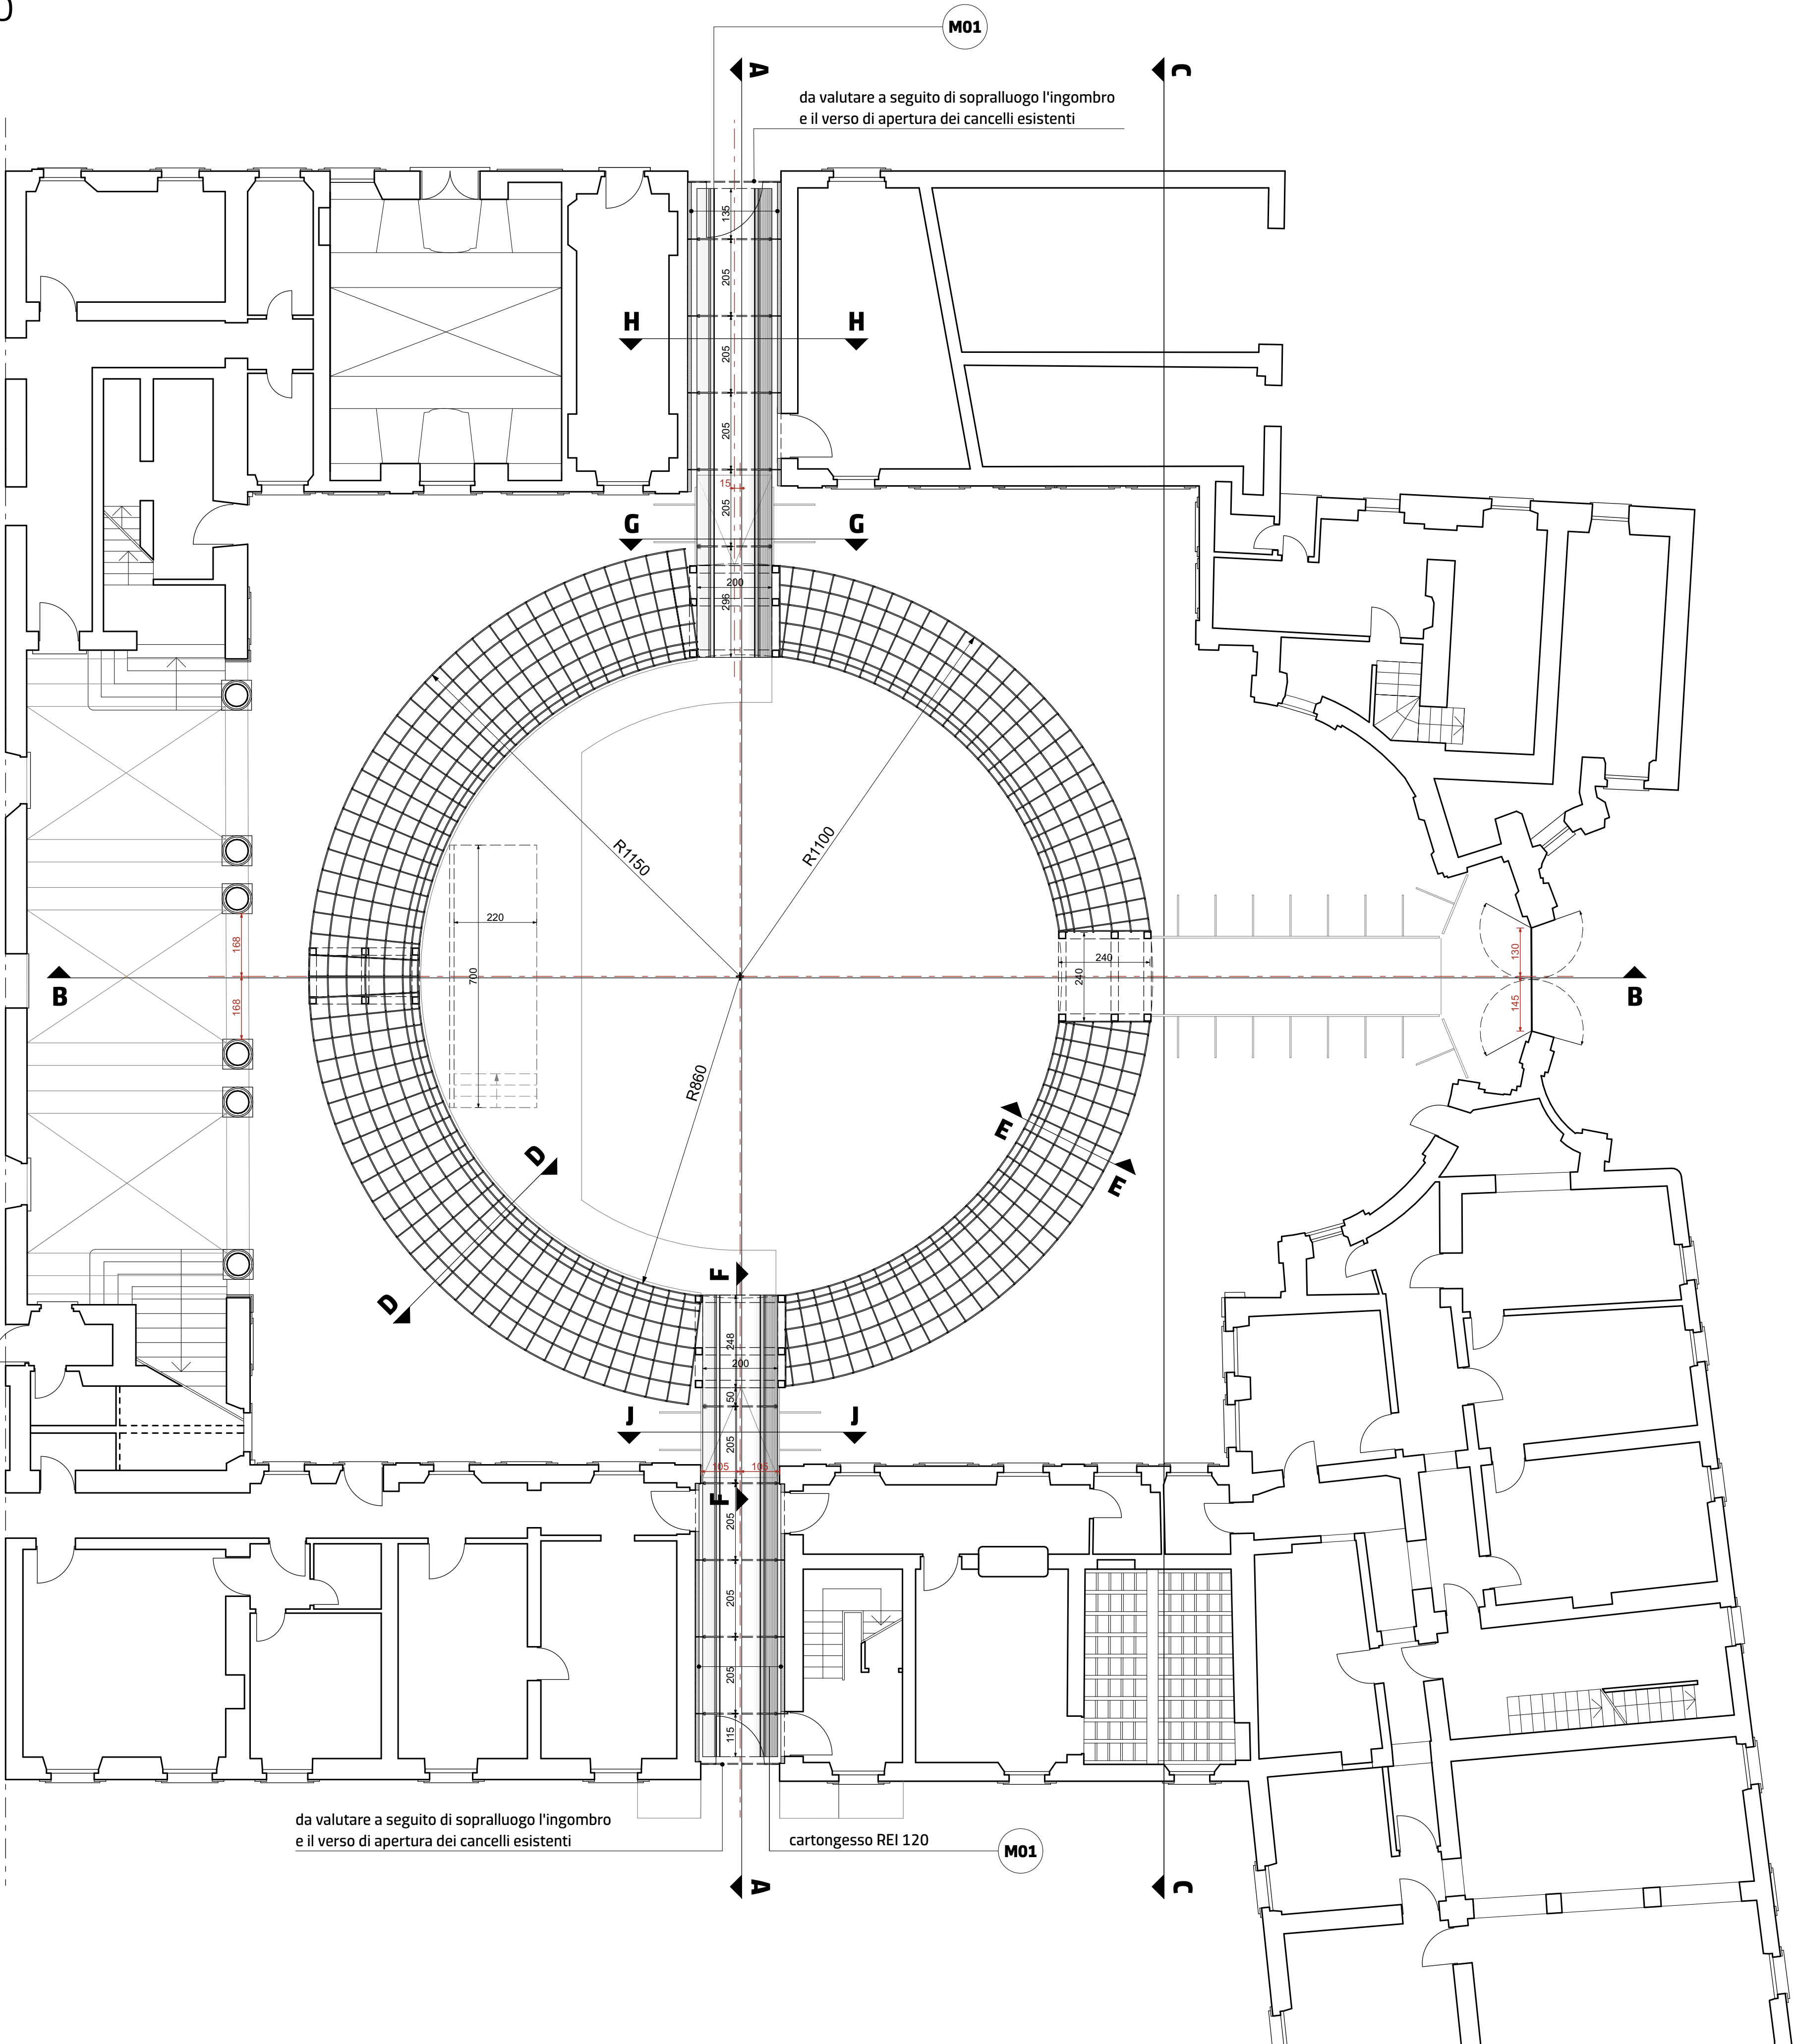 M01
A
C
da valutare a seguito di sopralluogo l'ingombro
e il verso di apertura dei cancelli esistenti
135
205
H
H
205
205
15
205
G
G
200
296
R1150
R1100
168
220
240
130
700
240
B
B
168
145
R860
E
D
E
F
D
248
200
50
J
J
205
105
105
F
205
205
205
115
da valutare a seguito di sopralluogo l'ingombro
e il verso di apertura dei cancelli esistenti
cartongesso REI 120
M01
A
C